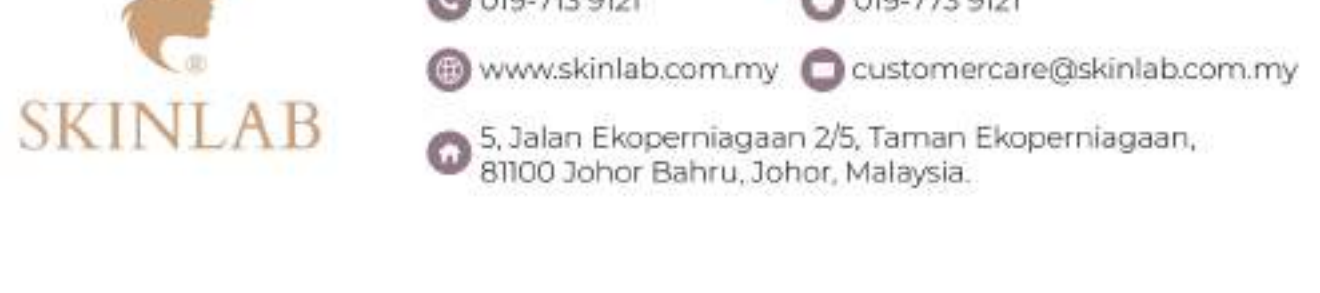 www.skinlab.com.my customercare@skinlab.com.my
®
SKINLAB
5, Jalan Ekoperniagaan 2/5, Taman Ekoperniagaan,
81100 Johor Bahru, Johor, Malaysia.